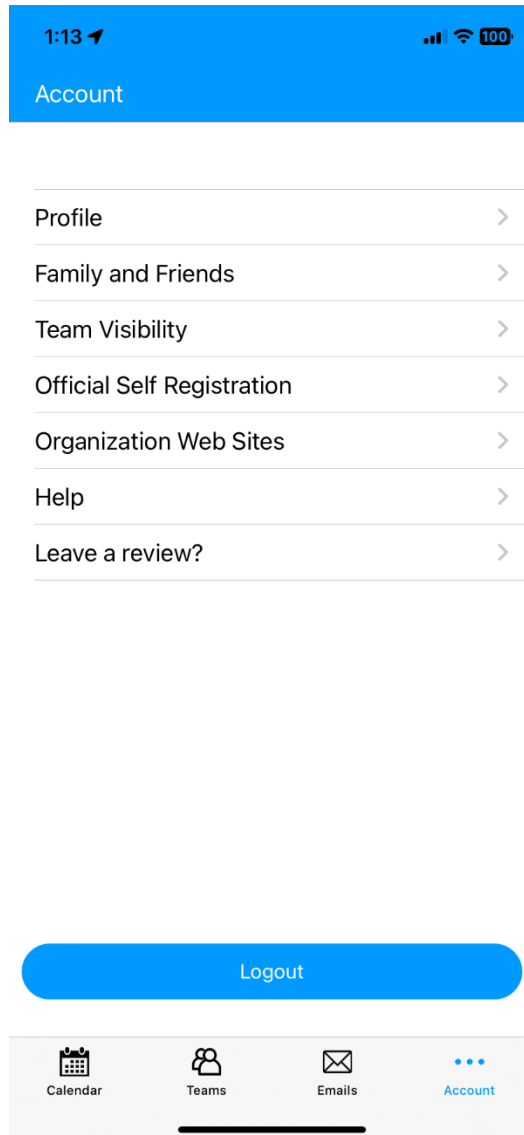 1:13
100
Account
Profile
Family and Friends
Team Visibility
Official Self Registration
Organization Web Sites
Help
Leave a review?
Logout
Calendar Teams Emails Account